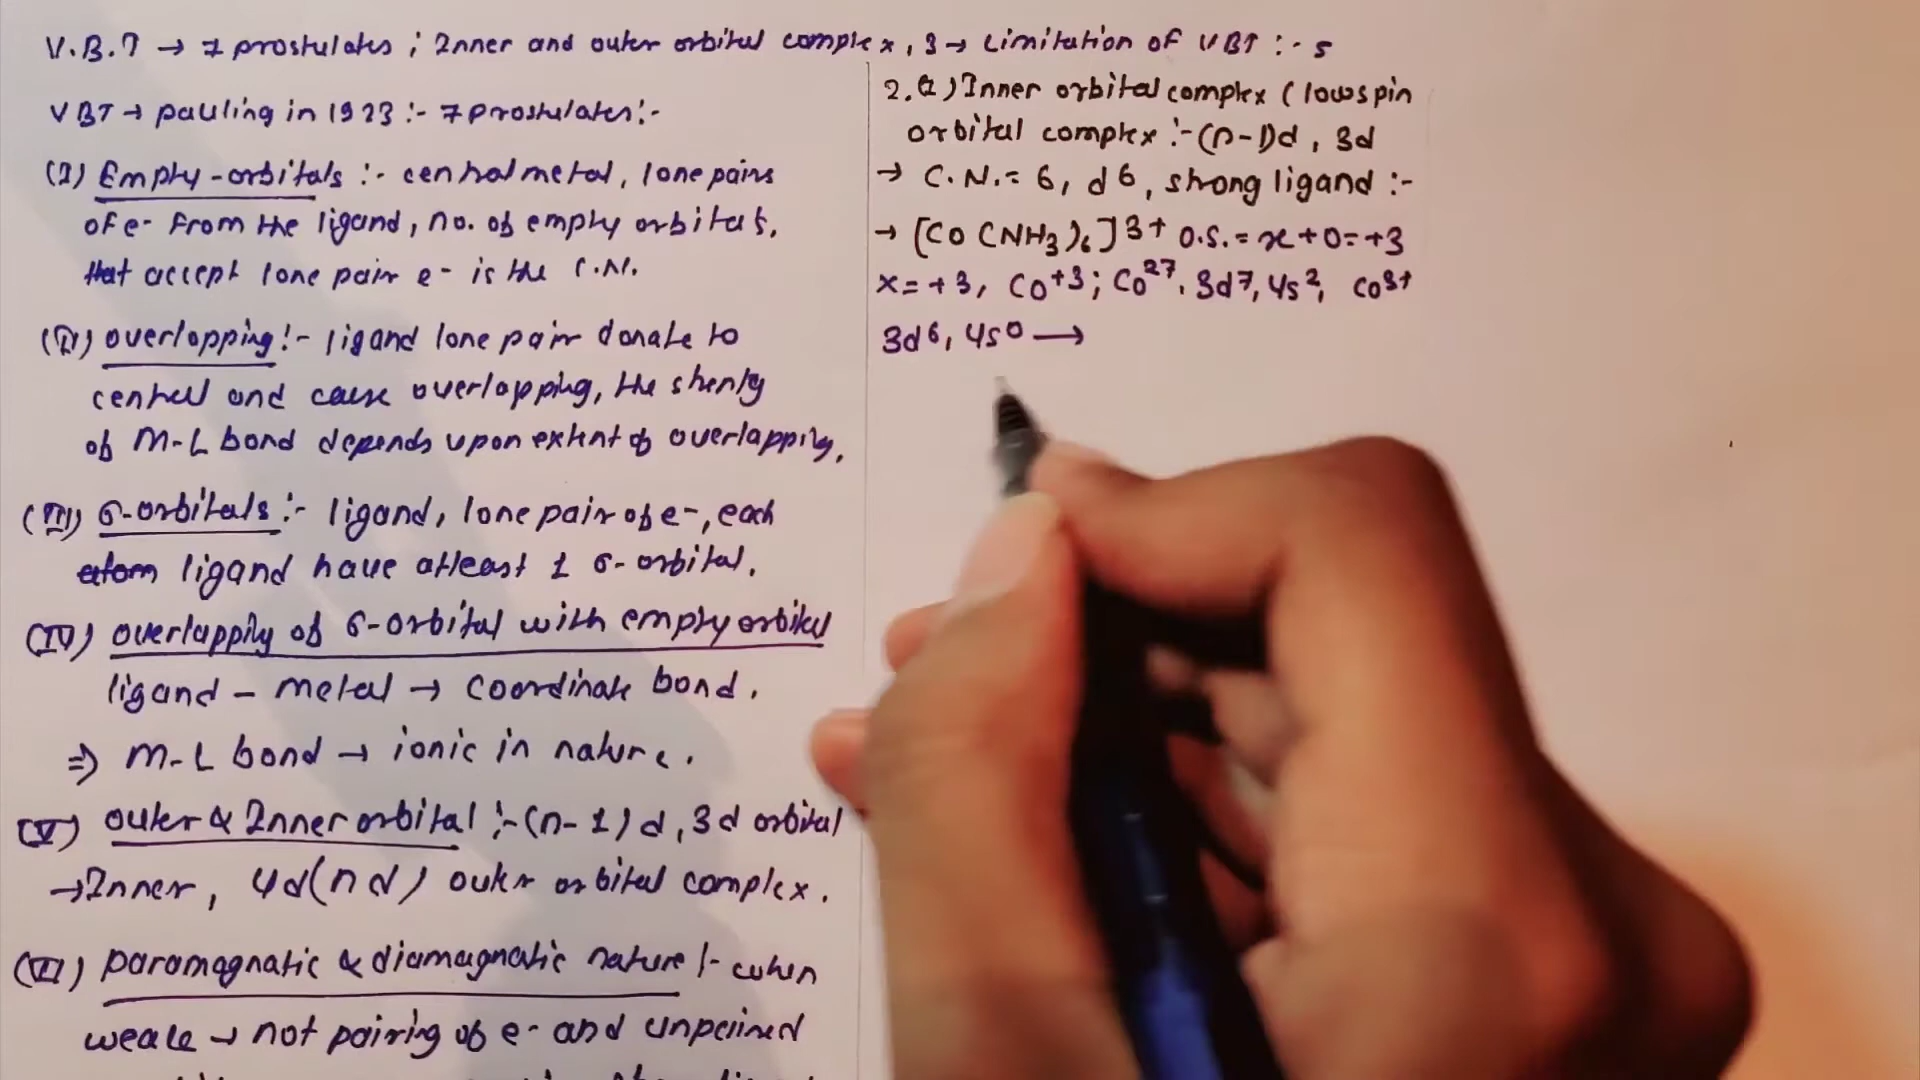 V.B.T → 7 prostulates ; Inner and outer orbital complex, 3 → Limitation of VBT :- 5
VBT → pauling in 1923 :- 7 Prostulates :-
(I) Empty-orbitals :- central metal, lone pairs
of e- from the ligand, no. of empty orbitals,
that accept lone pair e- is the C.N.
(II) overlopping :- ligand lone pair donate to
centrel and cause overlopping, the strenty
of M-L bond depends upon extent of overlapping.
(III) σ-orbitals :- ligand, lone pair of e-, each
atom ligand have atleast 1 σ-orbital.
(IV) overlapping of σ-orbital with empty orbital
ligand - metal → coordinate bond.
⇒ M-L bond → ionic in nature.
(V) outer & Inner orbital :- (n-1)d, 3d orbital
→ Inner, 4d(nd) outer orbital complex.
(VI) paramagnatic & diamagnatic nature :- when
weake → not pairing of e- and unpaired
2.(I) Inner orbital complex (low spin
orbital complex :- (n-1)d, 3d
→ C.N. = 6, d6, strong ligand :-
→ [Co(NH3)6]3+ O.S. = x+0=+3
x=+3, Co+3; Co27. 3d7, 4s2, Co3+
3d6, 4s0 →